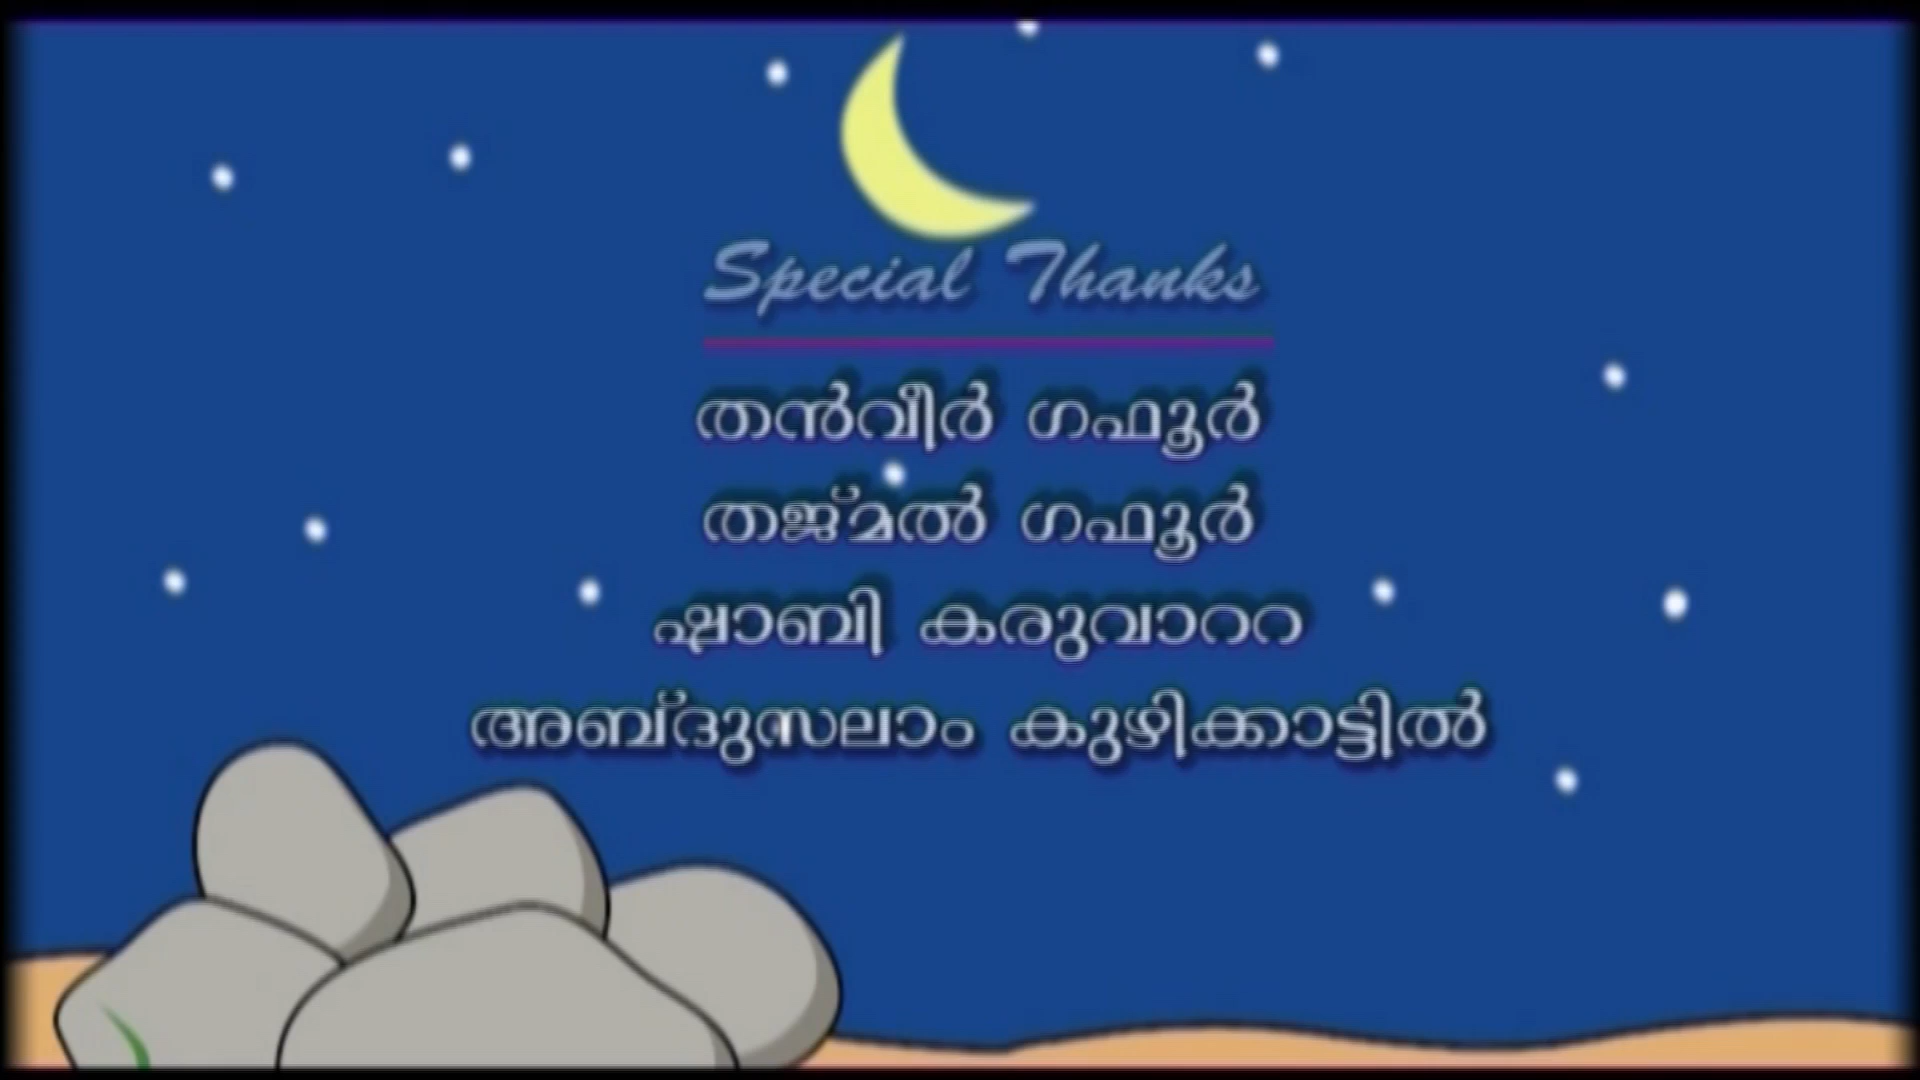 Special Thanks
തൻവീർ ഗഫൂർ
തജ്മൽ ഗഫൂർ
ഷാബി കരുവാററ
അബ്ദുസലാം കുഴിക്കാട്ടിൽ